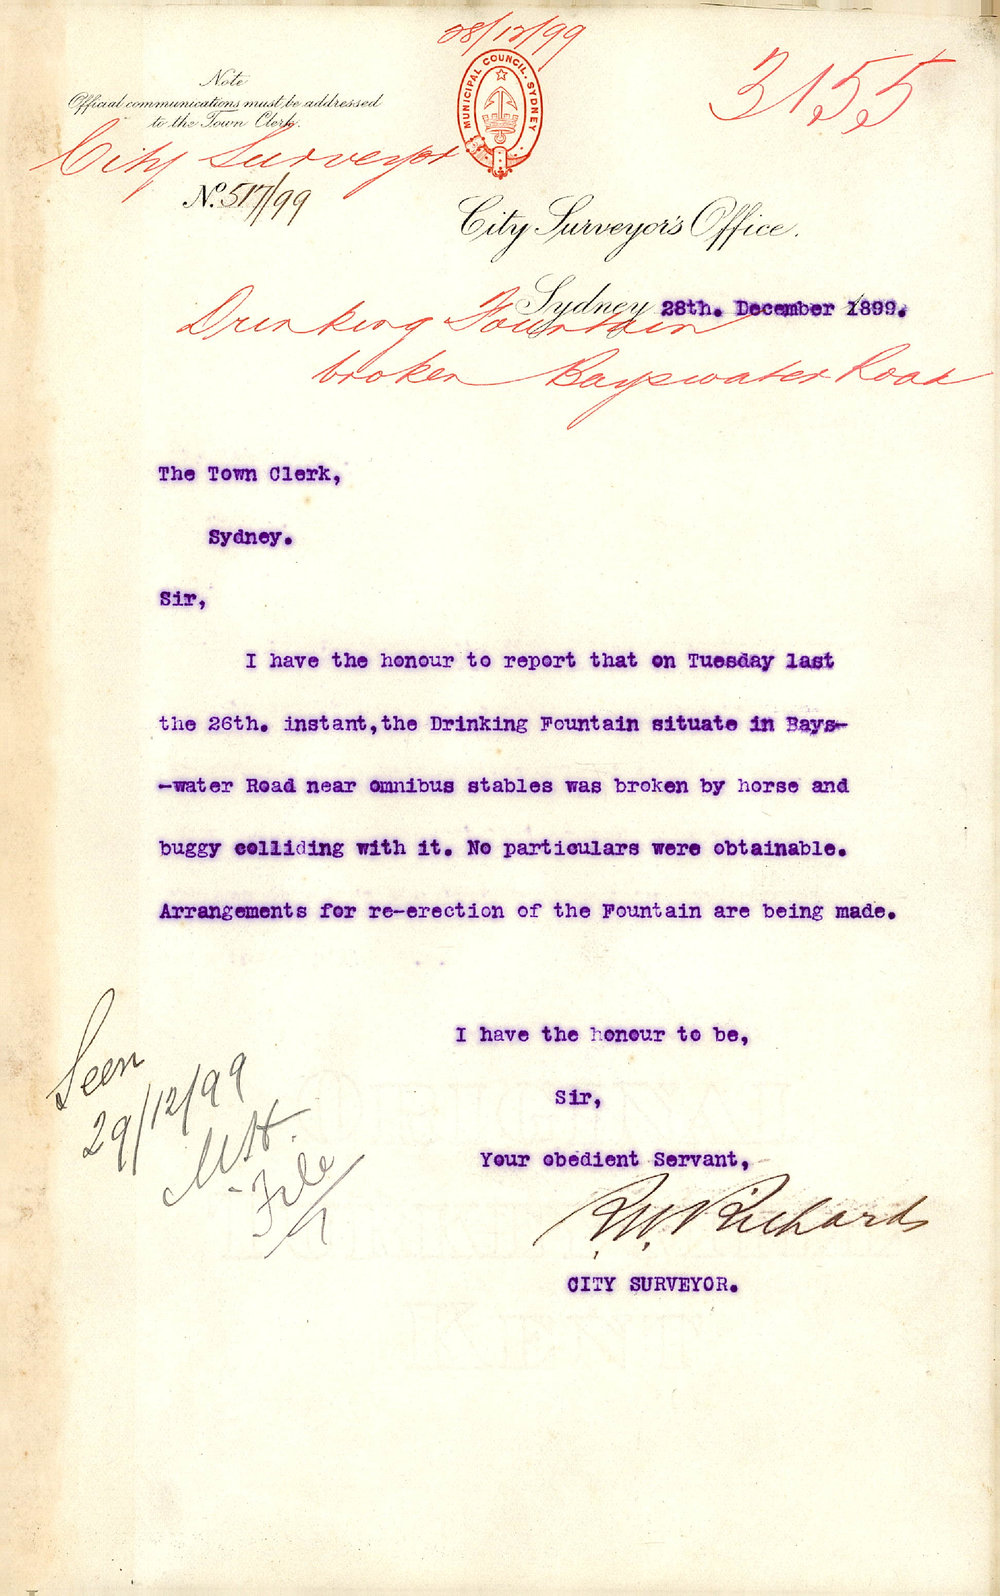 28/12/99
3155
Note
Official communications must be addressed
to the Town Clerk.
MUNICIPAL COUNCIL. SYDNEY
City Surveyor
No. 517/99
City Surveyor's Office.
Sydney 28th. December 1899.
Drinking Fountain
broken Bayswater Road
The Town Clerk,
Sydney.
Sir,
I have the honour to report that on Tuesday last
the 26th. instant,the Drinking Fountain situate in Bays-
-water Road near omnibus stables was broken by horse and
buggy colliding with it. No particulars were obtainable.
Arrangements for re-erection of the Fountain are being made.
I have the honour to be,
Sir,
Your obedient Servant,
R.W. Richards
CITY SURVEYOR.
Seen
29/12/99
File